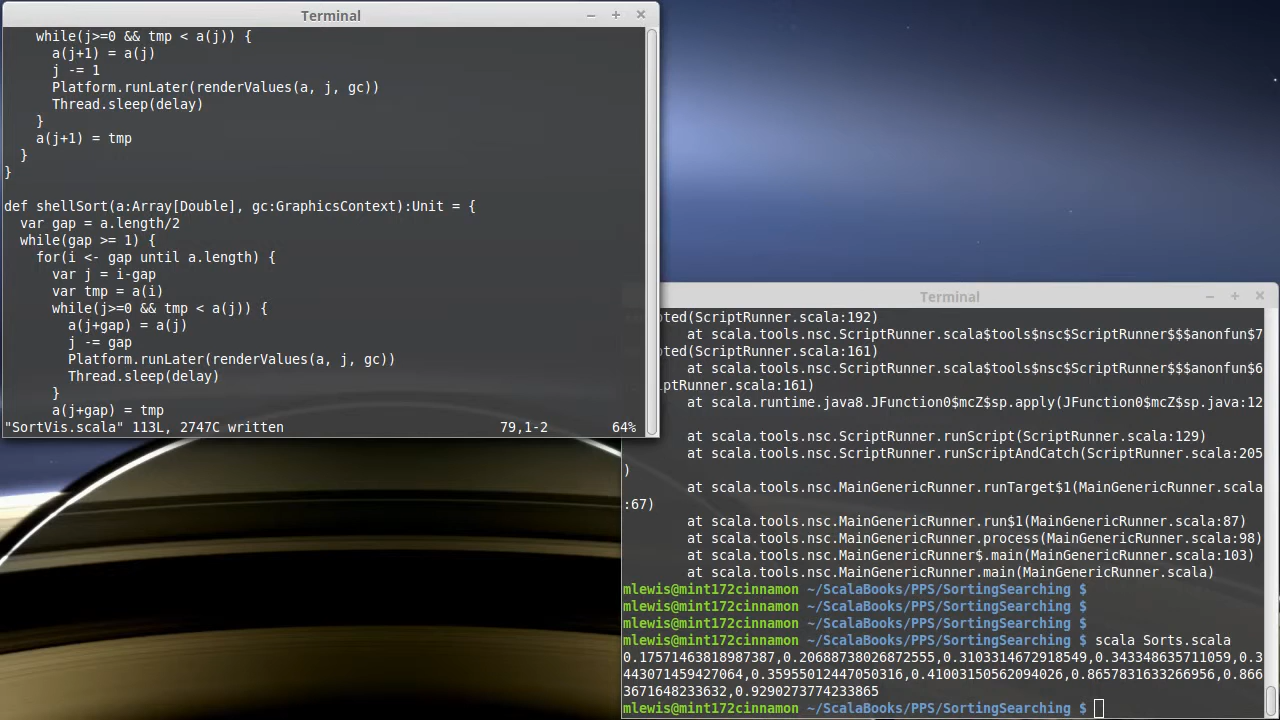 Terminal
while(j>=0 && tmp < a(j)) {
a(j+1) = a(j)
j -= 1
Platform.runLater(renderValues(a, j, gc))
Thread.sleep(delay)
}
a(j+1) = tmp
}
}
def shellSort(a:Array[Double], gc:GraphicsContext):Unit = {
var gap = a.length/2
while(gap >= 1) {
for(i <- gap until a.length) {
var j = i-gap
var tmp = a(i)
while(j>=0 && tmp < a(j)) {
a(j+gap) = a(j)
j -= gap
Platform.runLater(renderValues(a, j, gc))
Thread.sleep(delay)
}
a(j+gap) = tmp
"SortVis.scala" 113L, 2747C written 79,1-2 64%
Terminal
pted(ScriptRunner.scala:192)
at scala.tools.nsc.ScriptRunner.scala$tools$nsc$ScriptRunner$$$anonfun$7
pted(ScriptRunner.scala:161)
at scala.tools.nsc.ScriptRunner.scala$tools$nsc$ScriptRunner$$$anonfun$6
iptRunner.scala:161)
at scala.runtime.java8.JFunction0$mcZ$sp.apply(JFunction0$mcZ$sp.java:12
at scala.tools.nsc.ScriptRunner.runScript(ScriptRunner.scala:129)
at scala.tools.nsc.ScriptRunner.runScriptAndCatch(ScriptRunner.scala:205
)
at scala.tools.nsc.MainGenericRunner.runTarget$1(MainGenericRunner.scala
:67)
at scala.tools.nsc.MainGenericRunner.run$1(MainGenericRunner.scala:87)
at scala.tools.nsc.MainGenericRunner.process(MainGenericRunner.scala:98)
at scala.tools.nsc.MainGenericRunner$.main(MainGenericRunner.scala:103)
at scala.tools.nsc.MainGenericRunner.main(MainGenericRunner.scala)
mlewis@mint172cinnamon ~/ScalaBooks/PPS/SortingSearching $
mlewis@mint172cinnamon ~/ScalaBooks/PPS/SortingSearching $
mlewis@mint172cinnamon ~/ScalaBooks/PPS/SortingSearching $
mlewis@mint172cinnamon ~/ScalaBooks/PPS/SortingSearching $ scala Sorts.scala
0.17571463818987387,0.20688738026872555,0.3103314672918549,0.343348635711059,0.3
443071459427064,0.35955012447050316,0.41003150562094026,0.8657831633266956,0.866
3671648233632,0.9290273774233865
mlewis@mint172cinnamon ~/ScalaBooks/PPS/SortingSearching $